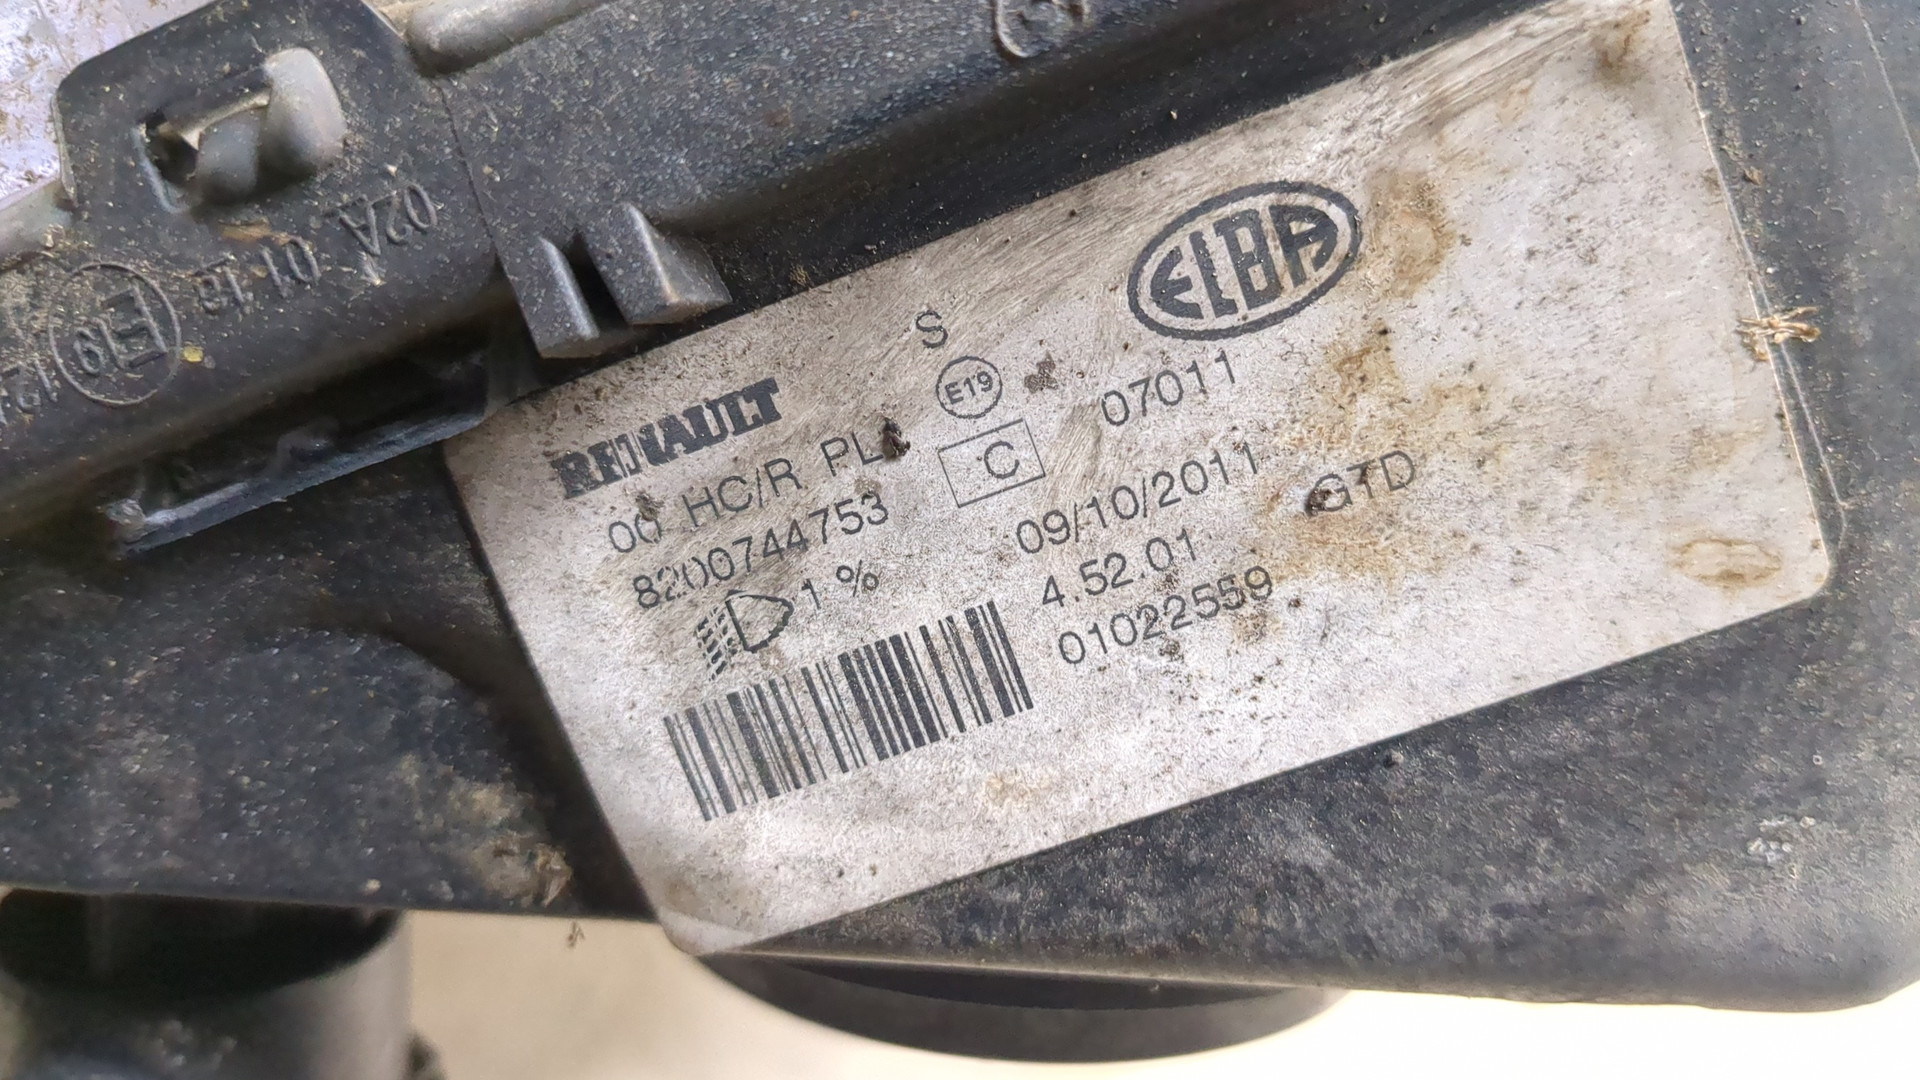 02A 01 13
E19
ELBA
S
RENAULT
E19
07011
00 HC/R PL
C
09/10/2011
GTD
8200744753
4.52.01
1 %
01022559